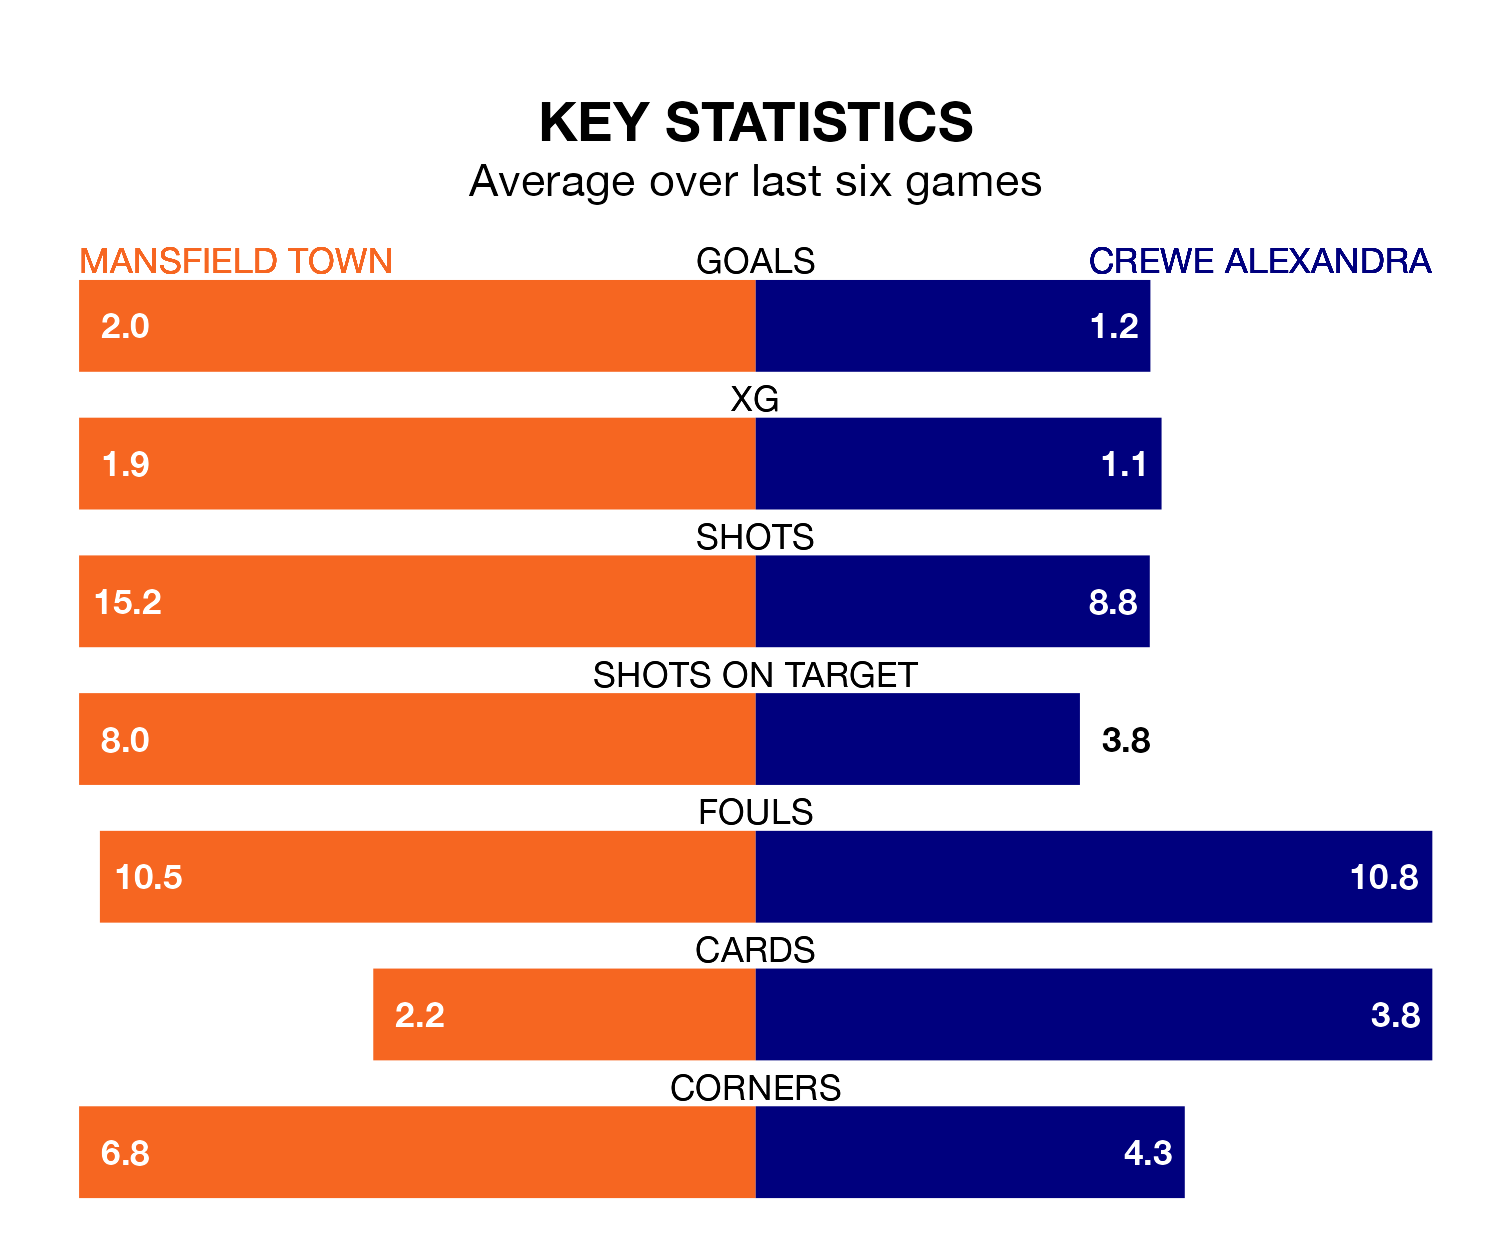 KEY STATISTICS
Average over last six games
MANSFIELD TOWN GOALS CREWE ALEXANDRA
2.0 1.2
XG
1.9 1.1
SHOTS
15.2 8.8
SHOTS ON TARGET
8.0 3.8
FOULS
10.5 10.8
CARDS
2.2 3.8
CORNERS
6.8 4.3